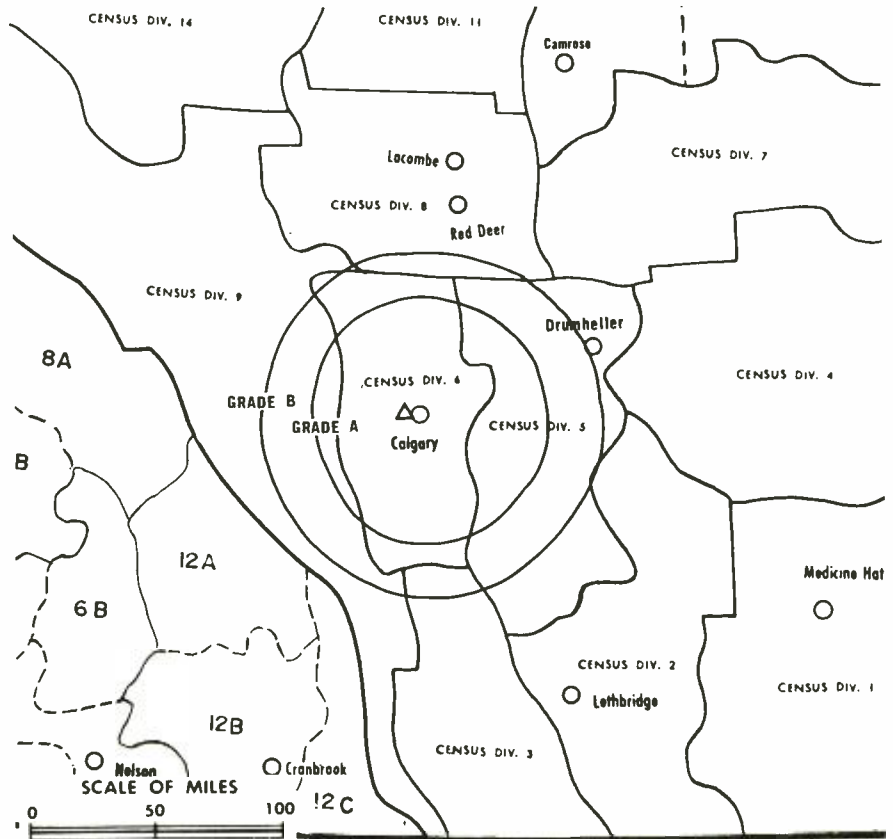 CENSUS DIV. 14
CENSUS DIV. 11
Camrose
Lacombe
CENSUS DIV. 7
CENSUS DIV. 8
Red Deer
CENSUS DIV. 9
Drumheller
8A
CENSUS DIV. 6
CENSUS DIV. 4
GRADE B
GRADE A
CENSUS DIV. 5
Calgary
B
12A
Medicine Hat
6B
CENSUS DIV. 2
CENSUS DIV. 1
Lethbridge
12B
CENSUS DIV. 3
Nelson
Cranbrook
SCALE OF MILES
12C
0 50 100